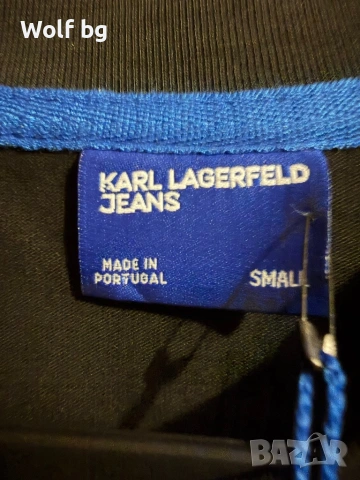 Wolf bg
KARL LAGERFELD
JEANS
MADE IN
PORTUGAL
SMALL
BAZAR